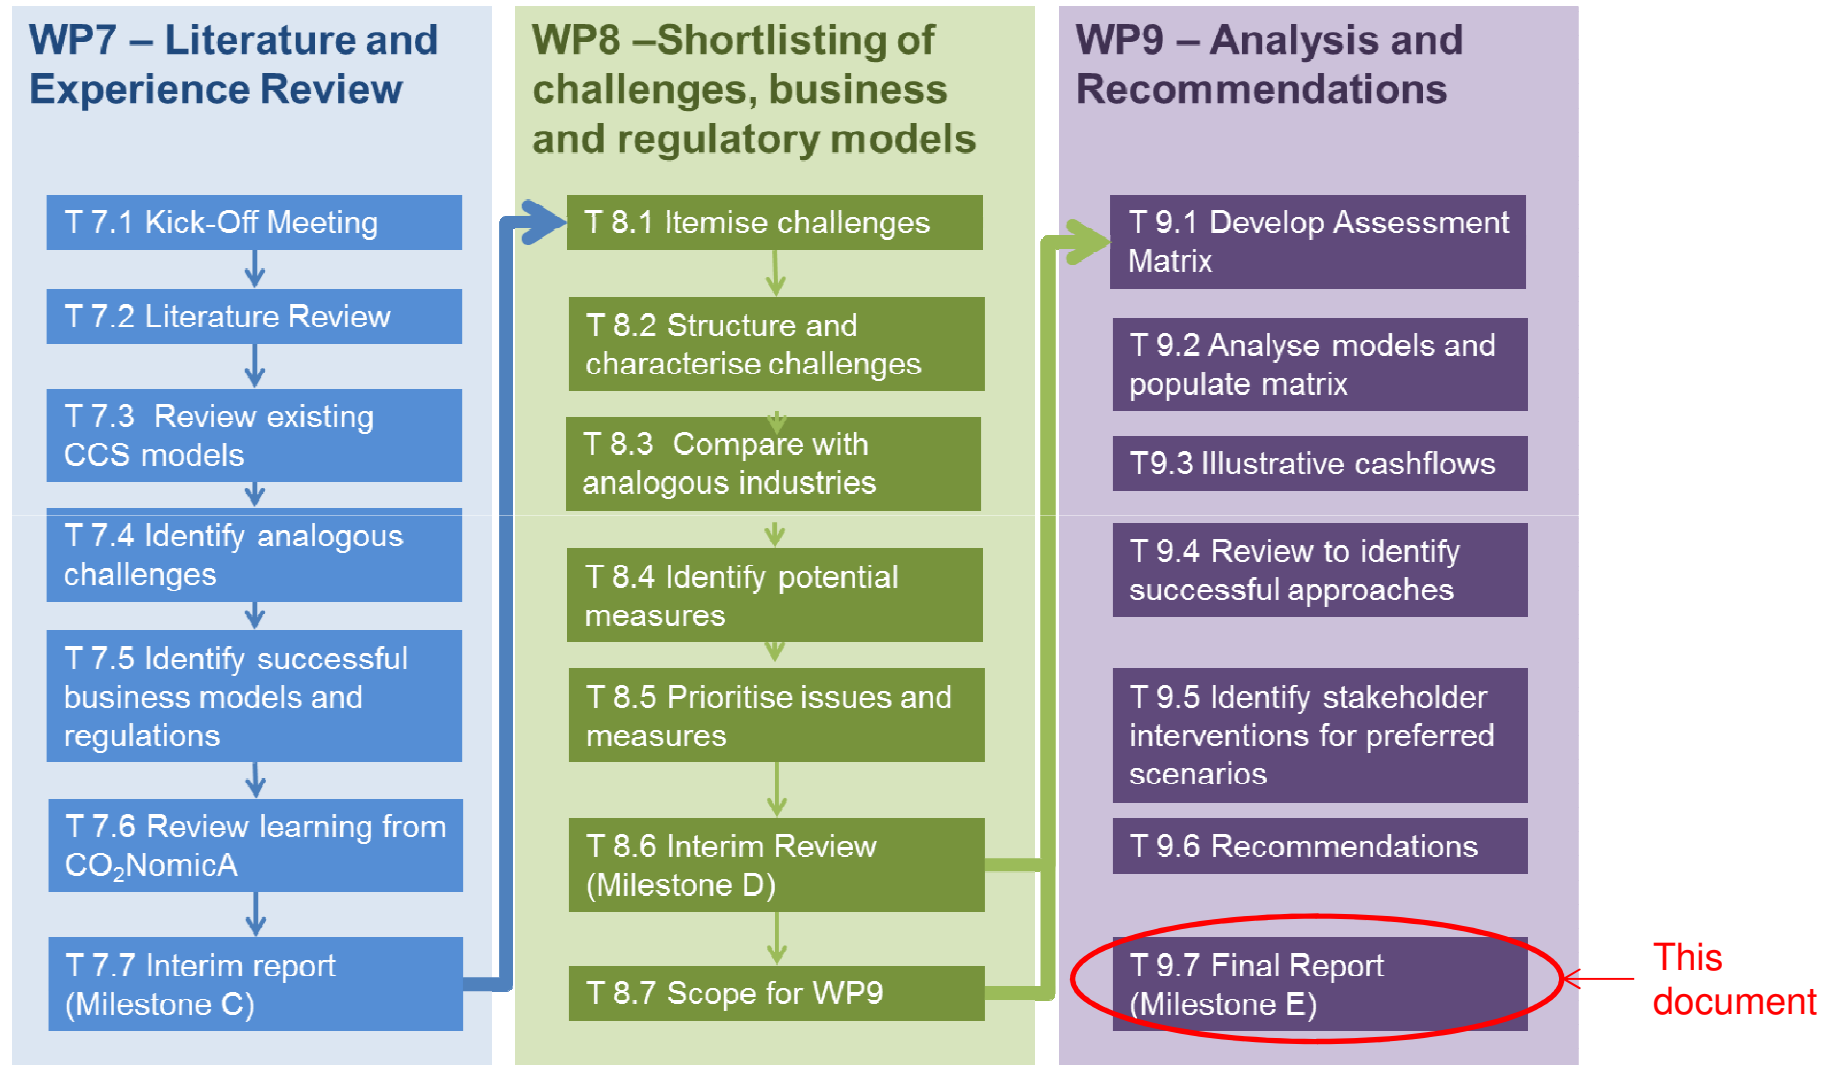 WP7 – Literature and
Experience Review
T 7.1 Kick-Off Meeting
T 7.2 Literature Review
T 7.3 Review existing
CCS models
T 7.4 Identify analogous
challenges
T 7.5 Identify successful
business models and
regulations
T 7.6 Review learning from
CO₂NomicA
T 7.7 Interim report
(Milestone C)
WP8 –Shortlisting of
challenges, business
and regulatory models
T 8.1 Itemise challenges
T 8.2 Structure and
characterise challenges
T 8.3 Compare with
analogous industries
T 8.4 Identify potential
measures
T 8.5 Prioritise issues and
measures
T 8.6 Interim Review
(Milestone D)
T 8.7 Scope for WP9
WP9 – Analysis and
Recommendations
T 9.1 Develop Assessment
Matrix
T 9.2 Analyse models and
populate matrix
T9.3 Illustrative cashflows
T 9.4 Review to identify
successful approaches
T 9.5 Identify stakeholder
interventions for preferred
scenarios
T 9.6 Recommendations
T 9.7 Final Report
(Milestone E)
This
document